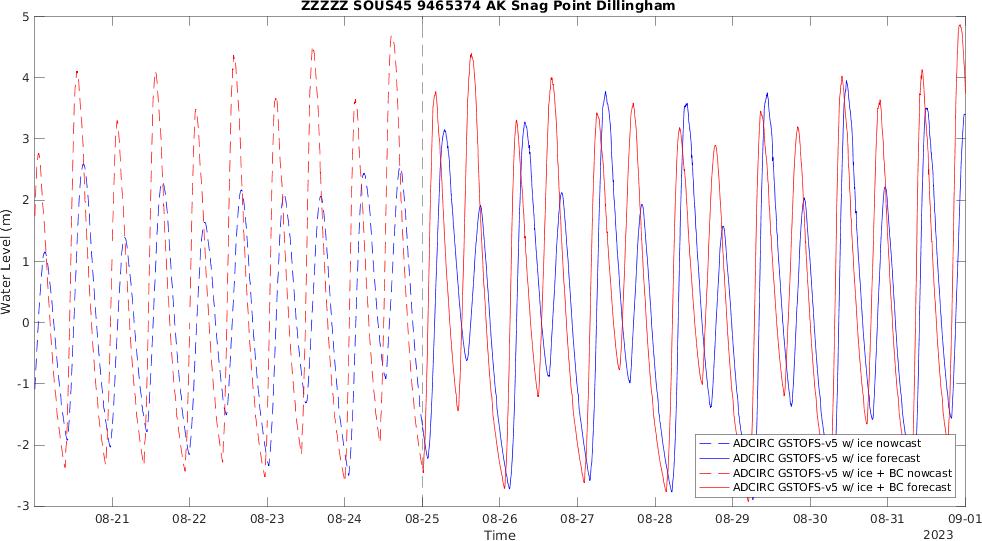 ZZZZZ SOUS45 9465374 AK Snag Point Dillingham
5
4
3
2
1
0
-1
-2
-3
Water Level (m)
ADCIRC GSTOFS-v5 w/ ice nowcast
ADCIRC GSTOFS-v5 w/ ice forecast
ADCIRC GSTOFS-v5 w/ ice + BC nowcast
ADCIRC GSTOFS-v5 w/ ice + BC forecast
08-21 08-22 08-23 08-24 08-25 08-26 08-27 08-28 08-29 08-30 08-31 09-01
Time
2023